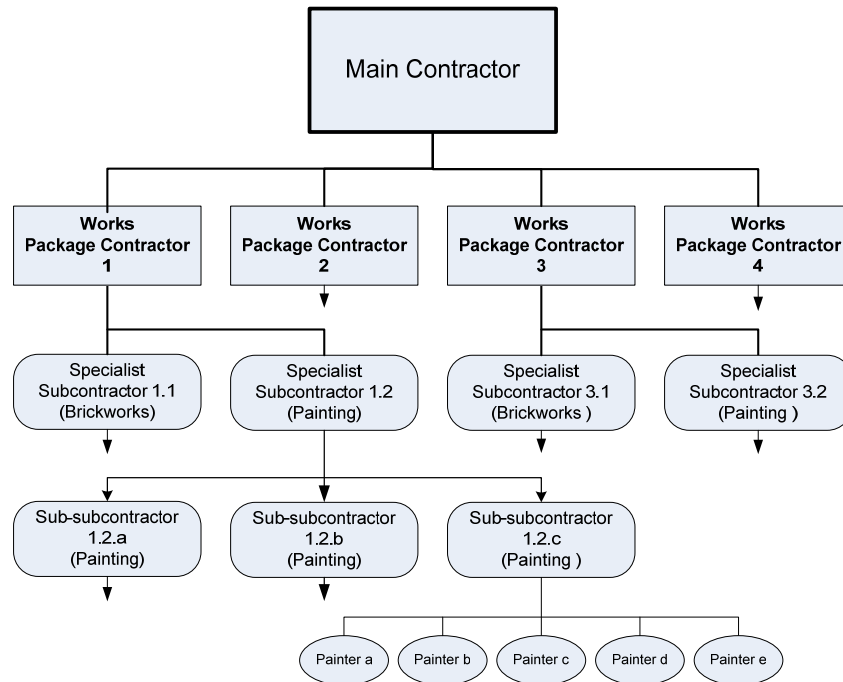 Main Contractor
Works
Package Contractor
1
Works
Package Contractor
2
Works
Package Contractor
3
Works
Package Contractor
4
Specialist
Subcontractor 1.1
(Brickworks)
Specialist
Subcontractor 1.2
(Painting)
Specialist
Subcontractor 3.1
(Brickworks )
Specialist
Subcontractor 3.2
(Painting )
Sub-subcontractor
1.2.a
(Painting)
Sub-subcontractor
1.2.b
(Painting)
Sub-subcontractor
1.2.c
(Painting )
Painter a
Painter b
Painter c
Painter d
Painter e